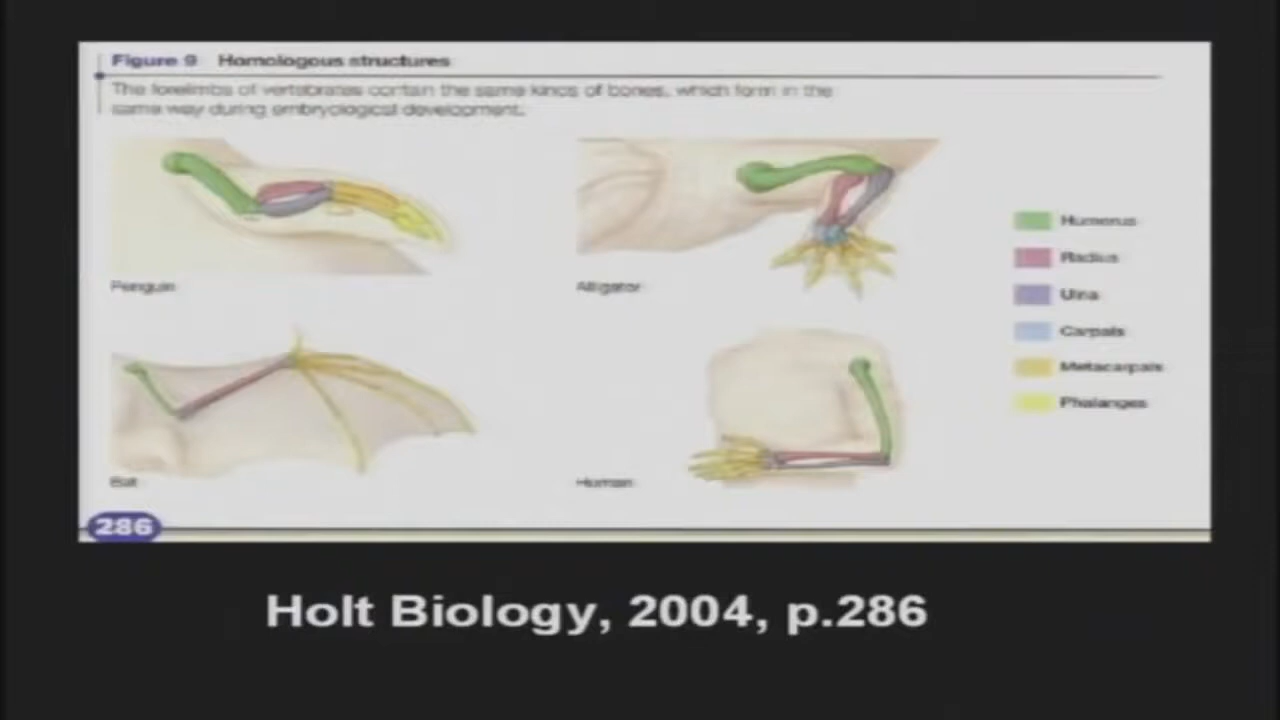 Figure 9 Homologous structures
The forelimbs of vertebrates contain the same kinds of bones, which form in the
same way during embryological development.
Penguin
Alligator
Humerus
Radius
Ulna
Carpals
Metacarpals
Phalanges
Bat
Human
286
Holt Biology, 2004, p.286